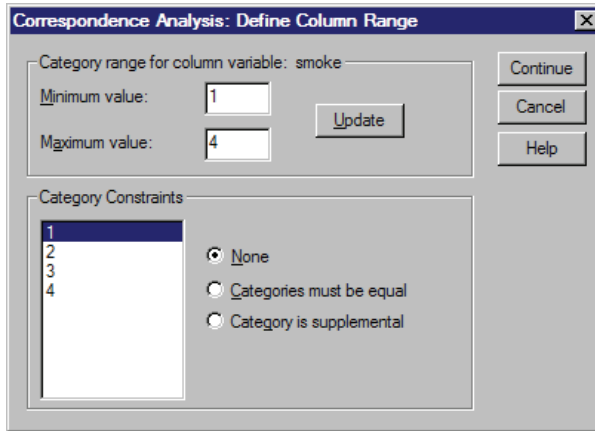 Correspondence Analysis: Define Column Range
Category range for column variable: smoke
Minimum value:
1
Maximum value:
4
Update
Continue
Cancel
Help
Category Constraints
1
2
3
4
None
Categories must be equal
Category is supplemental